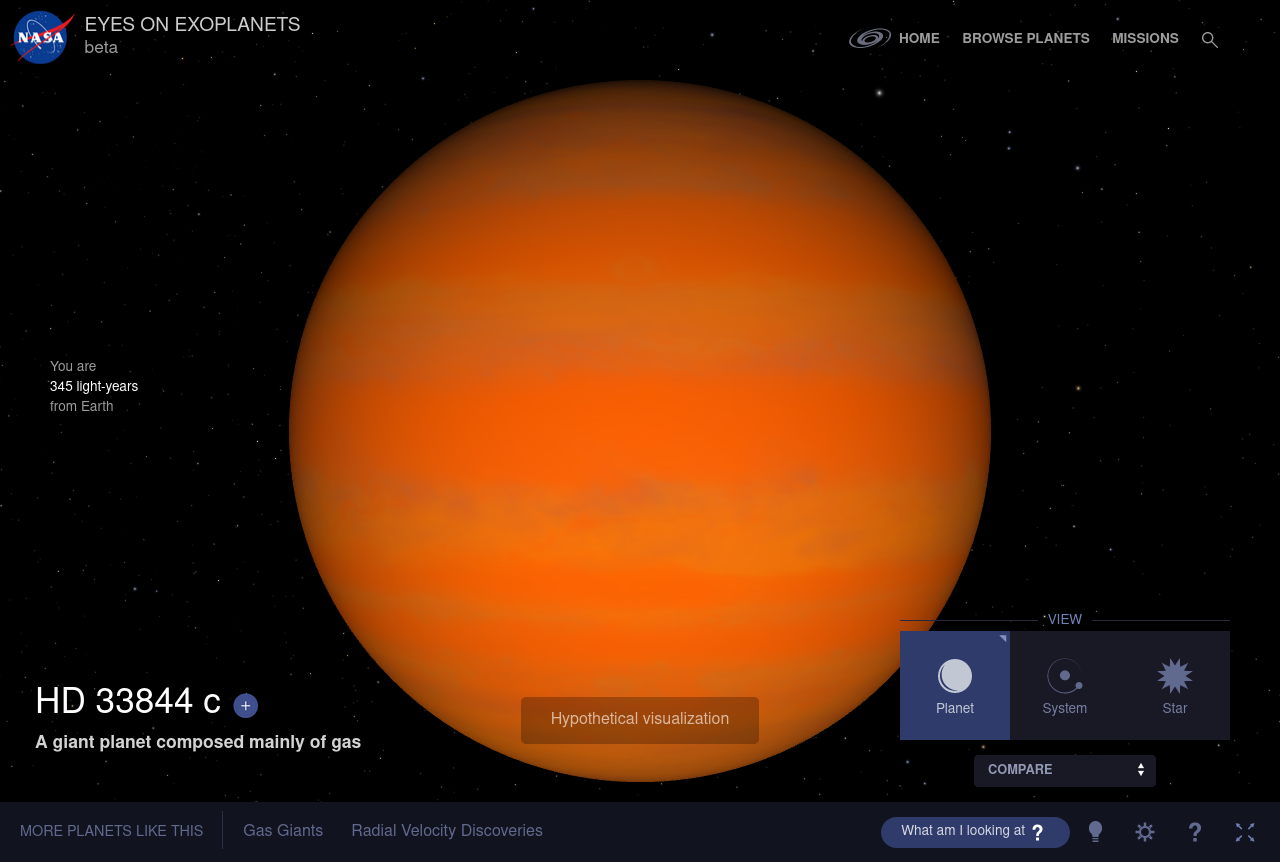 NASA
EYES ON EXOPLANETS
beta
HOME BROWSE PLANETS MISSIONS
You are
345 light-years
from Earth
VIEW
Planet System Star
HD 33844 c +
A giant planet composed mainly of gas
Hypothetical visualization
COMPARE
MORE PLANETS LIKE THIS Gas Giants Radial Velocity Discoveries
What am I looking at ? ?